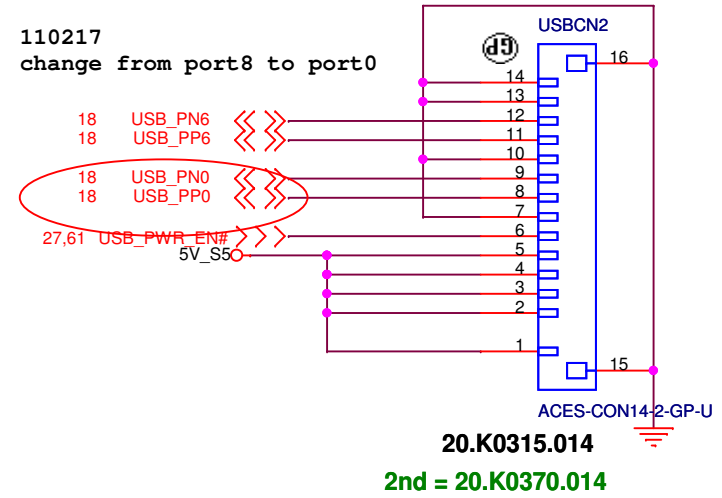 USBCN2
110217
change from port8 to port0
GP
16
14
13
18 USB_PN6 12
18 USB_PP6 11
10
18 USB_PN0 9
18 USB_PP0 8
7
27,61 USB_PWR_EN# 6
5V_S5 5
4
3
2
1
15
ACES-CON14-2-GP-U
20.K0315.014
2nd = 20.K0370.014